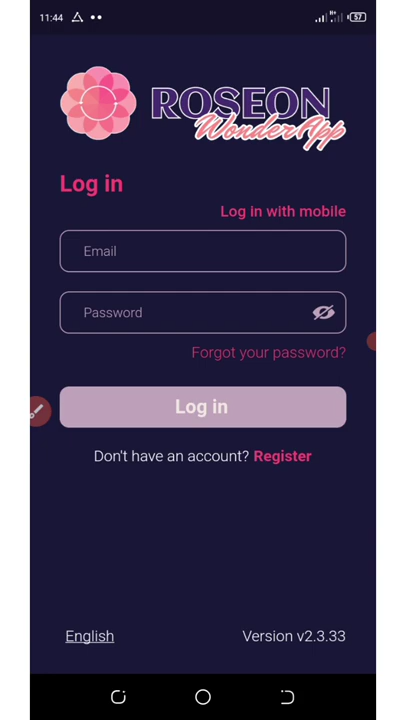 11:44
57
ROSEON
WonderApp
Log in
Log in with mobile
Email
Password
Forgot your password?
Log in
Don't have an account? Register
English Version v2.3.33